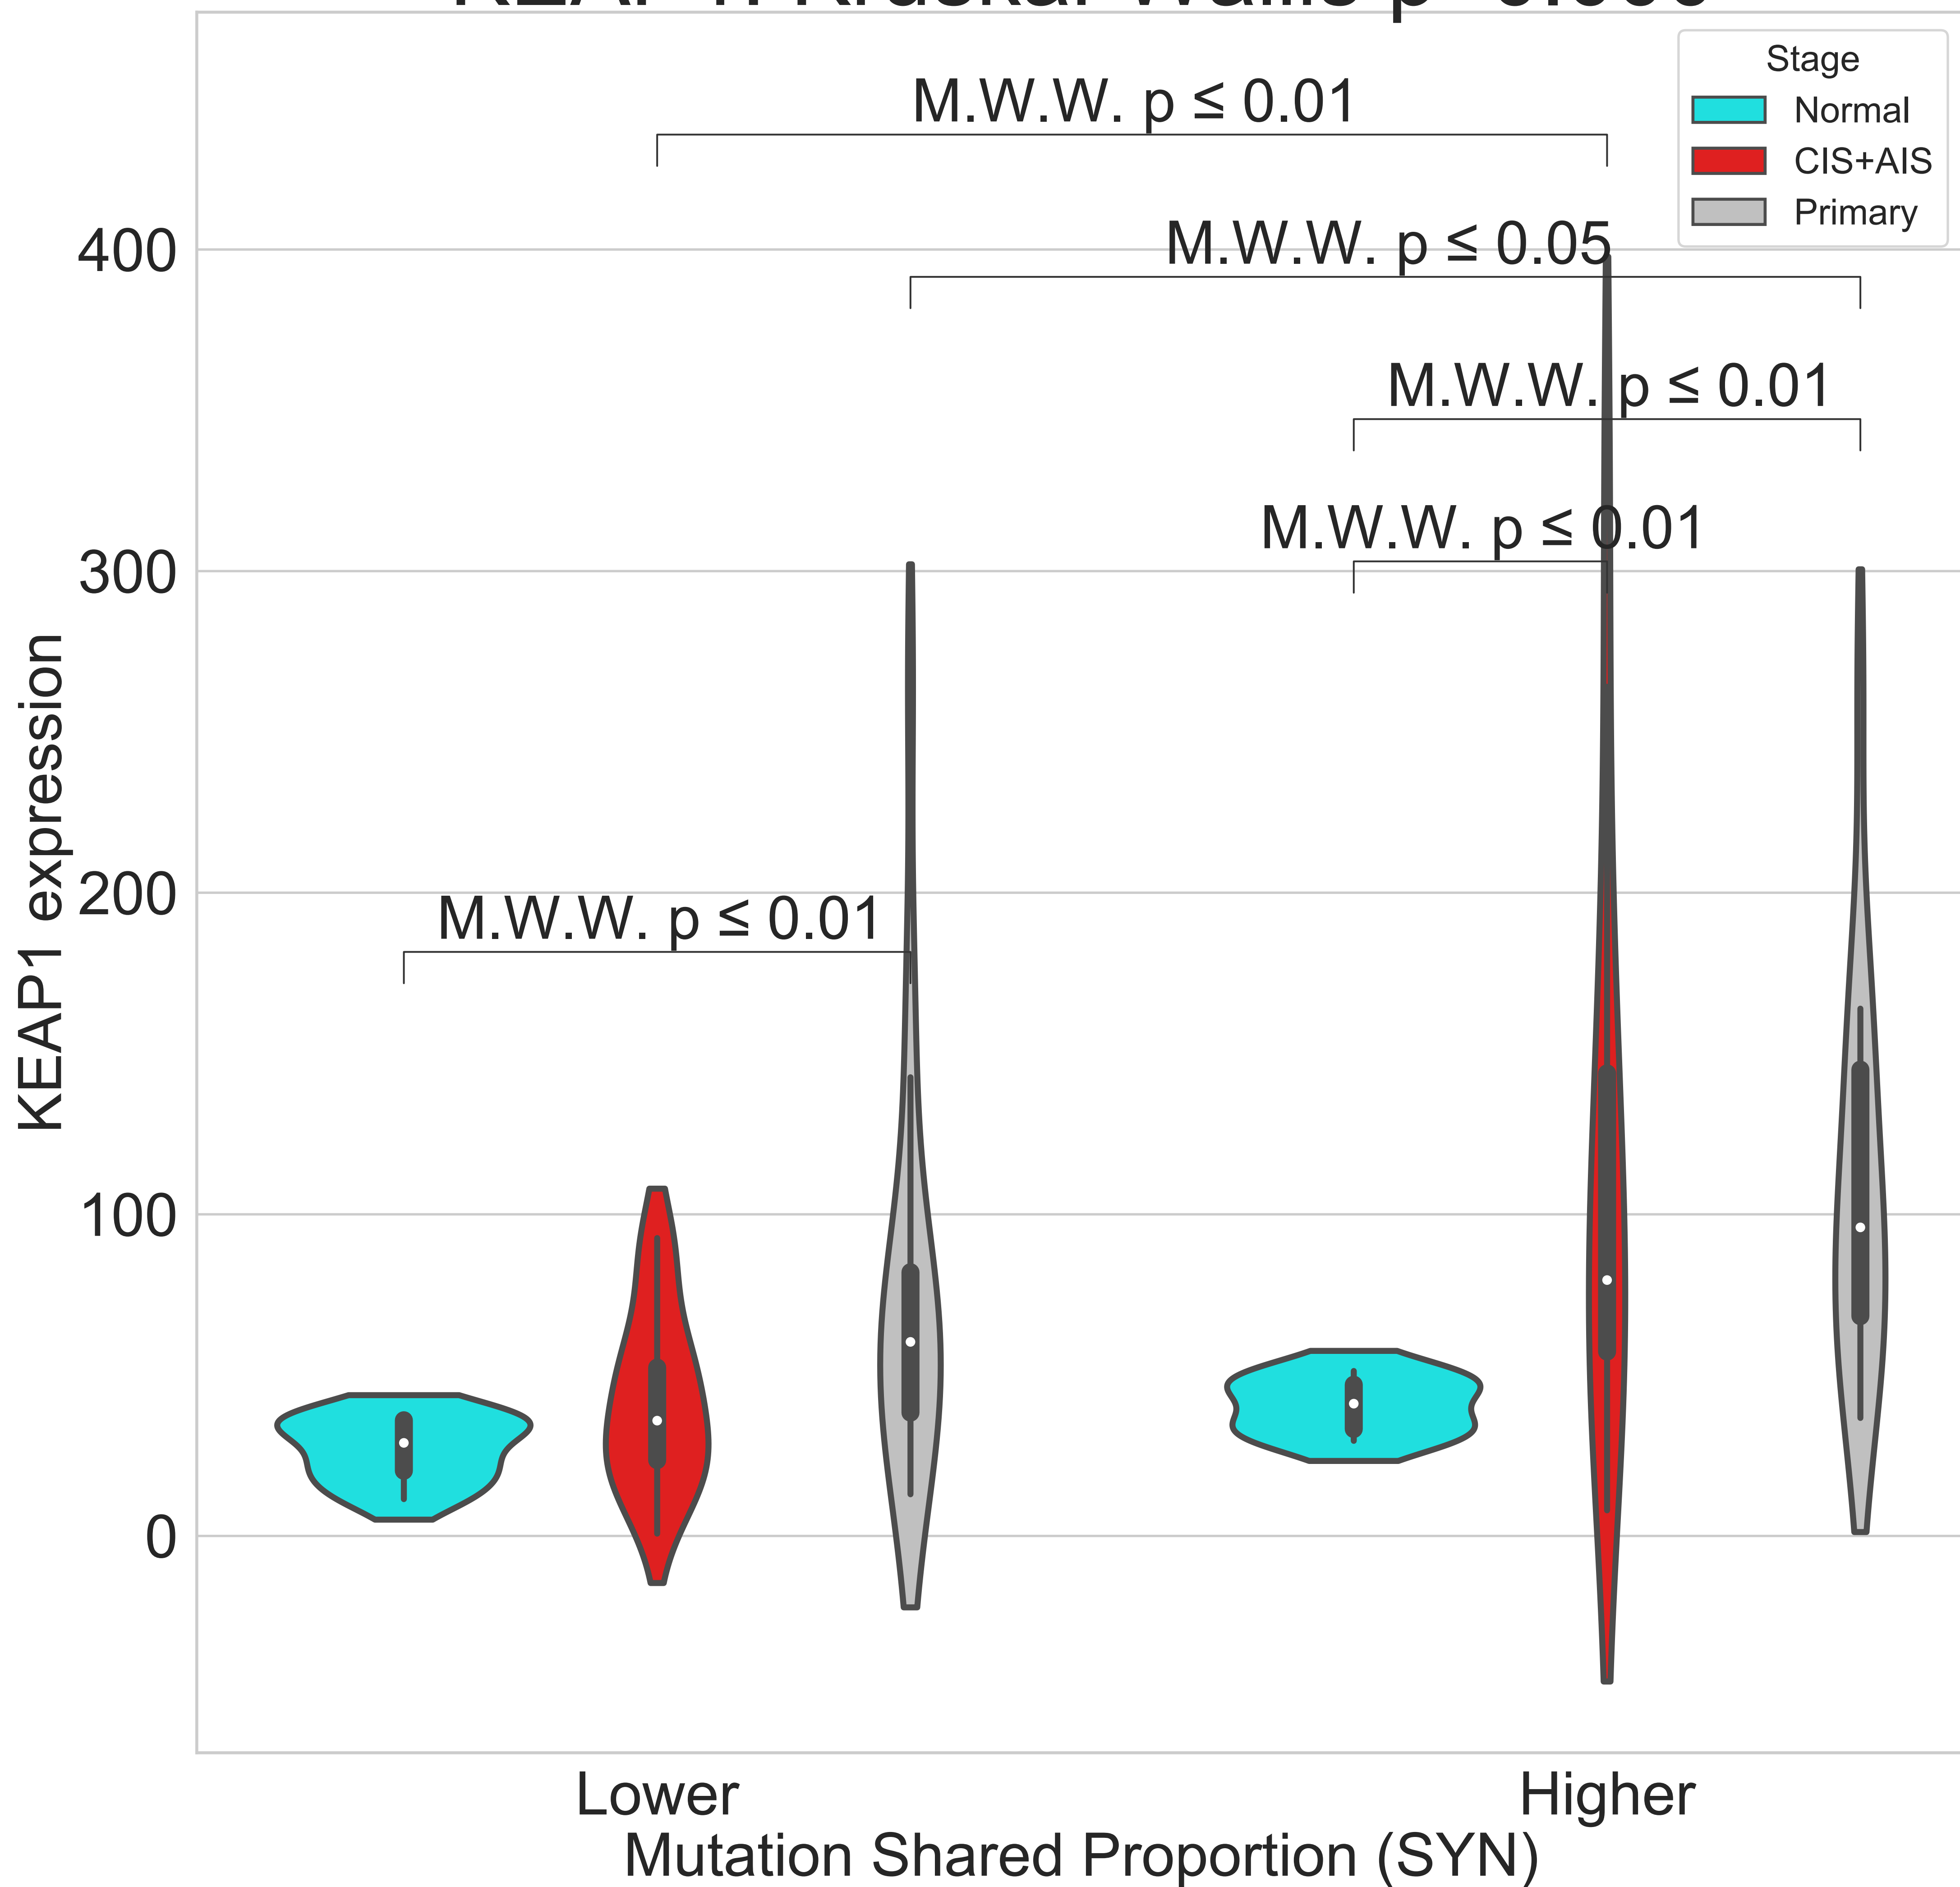 Stage
Normal
CIS+AIS
Primary
M.W.W. p ≤ 0.01
M.W.W. p ≤ 0.05
M.W.W. p ≤ 0.01
M.W.W. p ≤ 0.01
M.W.W. p ≤ 0.01
400
300
200
100
0
KEAP1 expression
Lower
Higher
Mutation Shared Proportion (SYN)